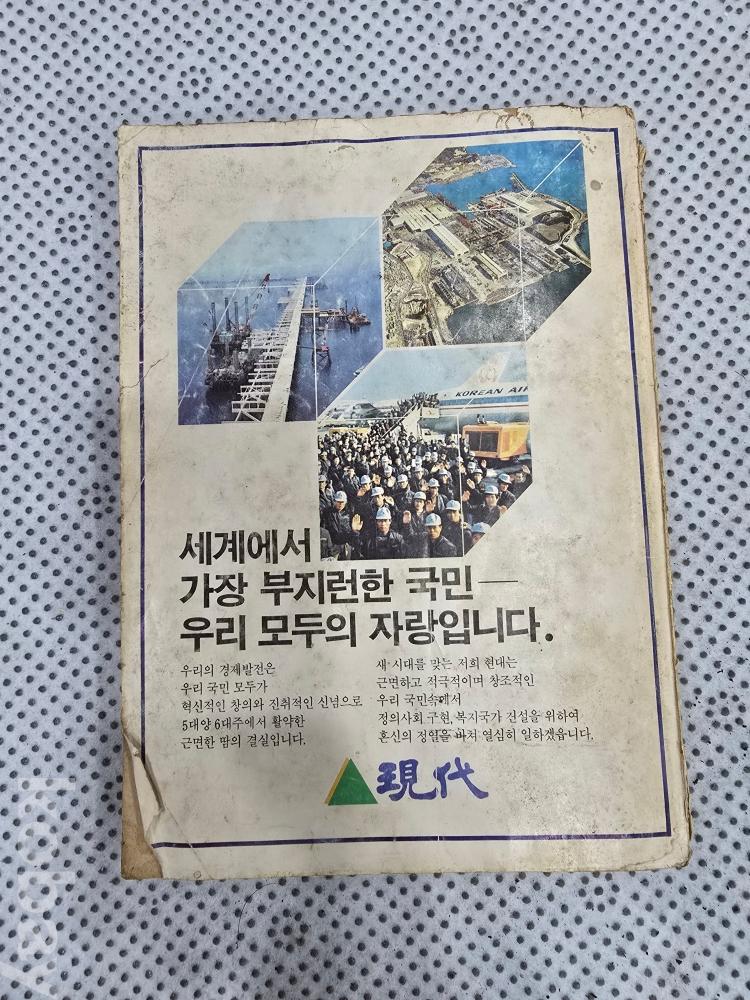 KOREAN AIR
세계에서
가장 부지런한 국민—
우리 모두의 자랑입니다.
우리의 경제발전은
우리 국민 모두가
혁신적인 창의와 진취적인 신념으로
5대양 6대주에서 활약한
근면한 땀의 결실입니다.
새 시대를 맞는 저희 현대는
근면하고 적극적이며 창조적인
우리 국민속에서
정의사회 구현, 복지국가 건설을 위하여
혼신의 정열을 바쳐 열심히 일하겠읍니다.
現代
kobay